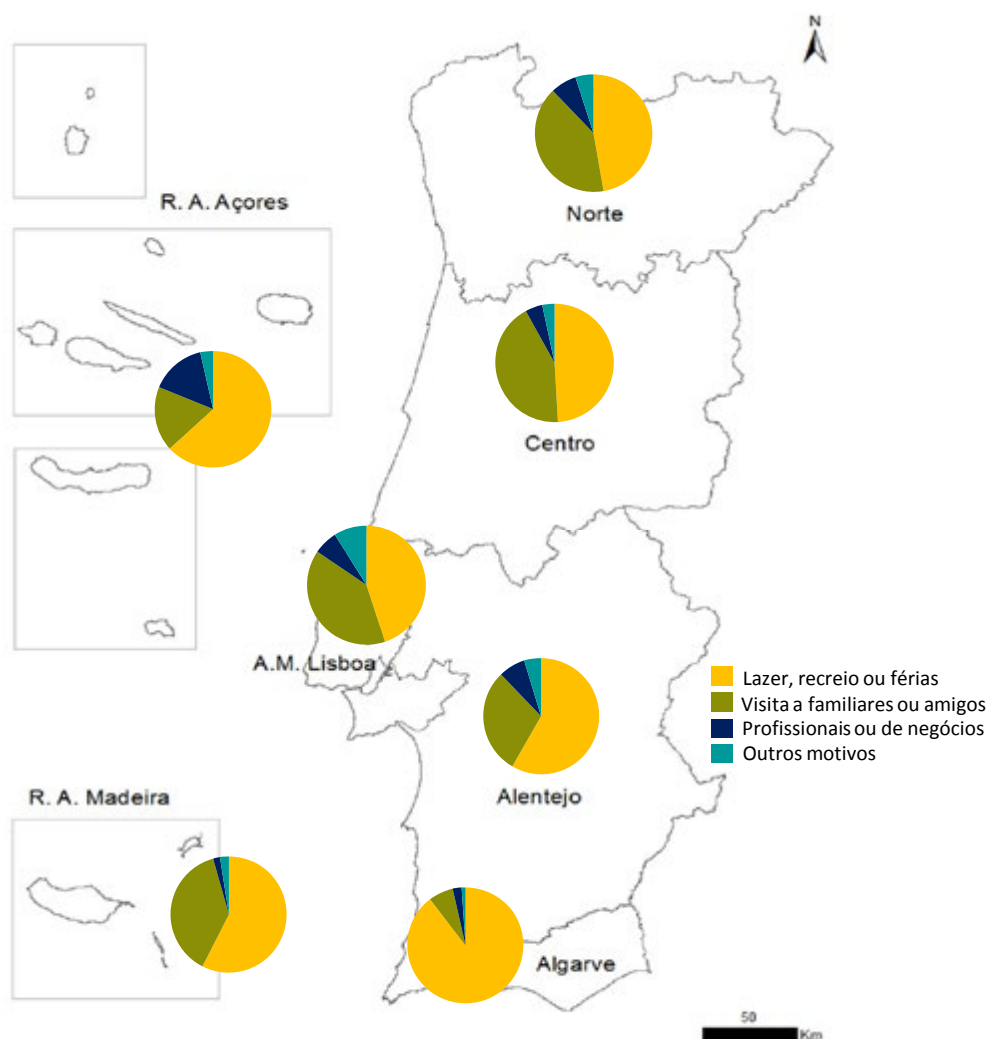 N
R. A. Açores
Norte
Centro
A.M. Lisboa
Lazer, recreio ou férias
Visita a familiares ou amigos
Profissionais ou de negócios
Outros motivos
Alentejo
R. A. Madeira
Algarve
50
Km